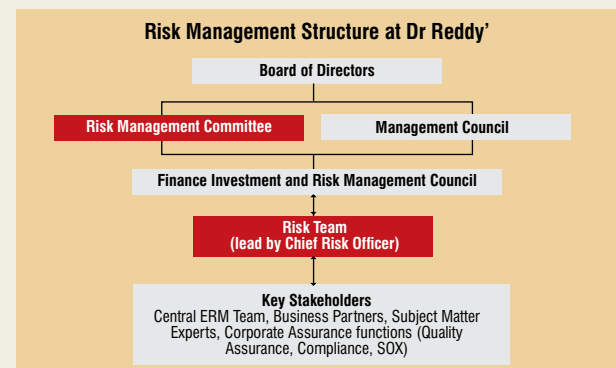 Risk Management Structure at Dr Reddy’
Board of Directors
Risk Management Committee
Management Council
Finance Investment and Risk Management Council
Risk Team
(lead by Chief Risk Officer)
Key Stakeholders
Central ERM Team, Business Partners, Subject Matter
Experts, Corporate Assurance functions (Quality
Assurance, Compliance, SOX)